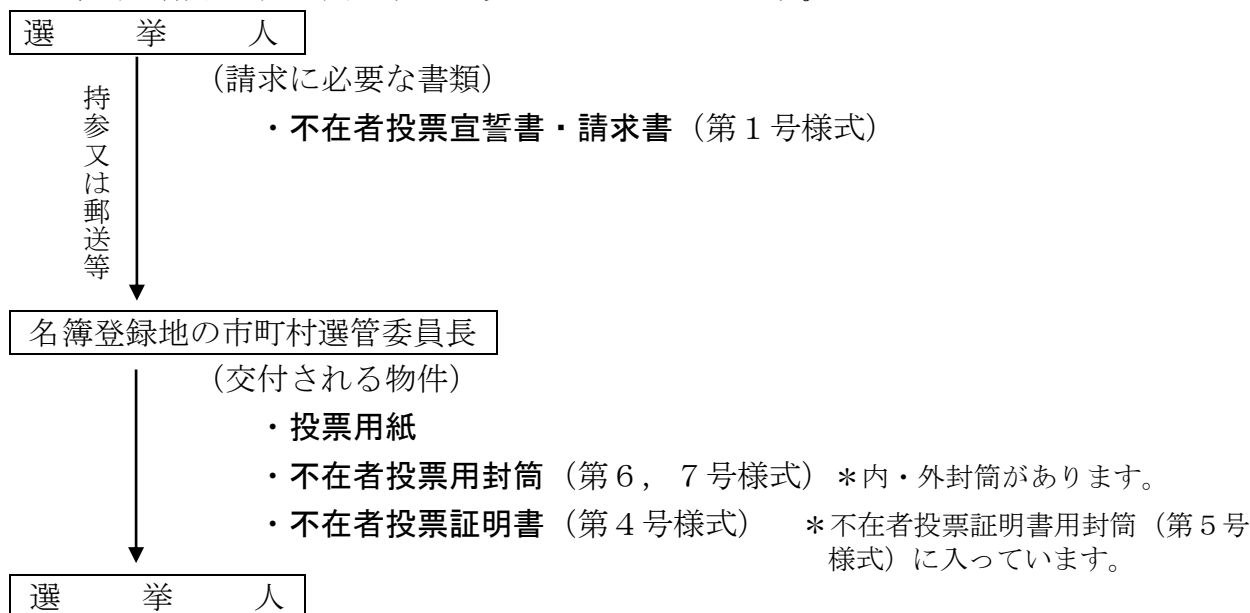 選 挙 人
(請求に必要な書類)
持参又は郵送等
・不在者投票宣誓書・請求書（第１号様式）
名簿登録地の市町村選管委員長
(交付される物件)
・投票用紙
・不在者投票用封筒（第６，７号様式）＊内・外封筒があります。
・不在者投票証明書（第４号様式） ＊不在者投票証明書用封筒（第５号
様式）に入っています。
選 挙 人